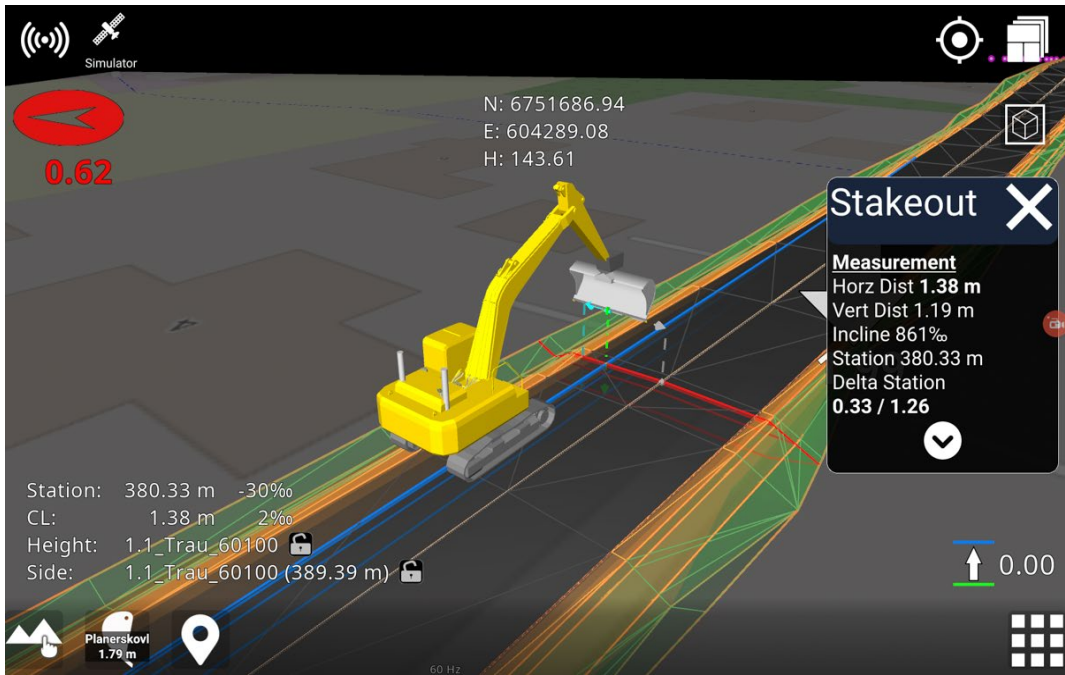 Simulator
0.62
N: 6751686.94
E: 604289.08
H: 143.61
Stakeout
Measurement
Horz Dist 1.38 m
Vert Dist 1.19 m
Incline 861‰
Station 380.33 m
Delta Station
0.33 / 1.26
Station: 380.33 m -30‰
CL: 1.38 m 2‰
Height: 1.1_Trau_60100
Side: 1.1_Trau_60100 (389.39 m)
0.00
Planerskovl
1.79 m
60 Hz